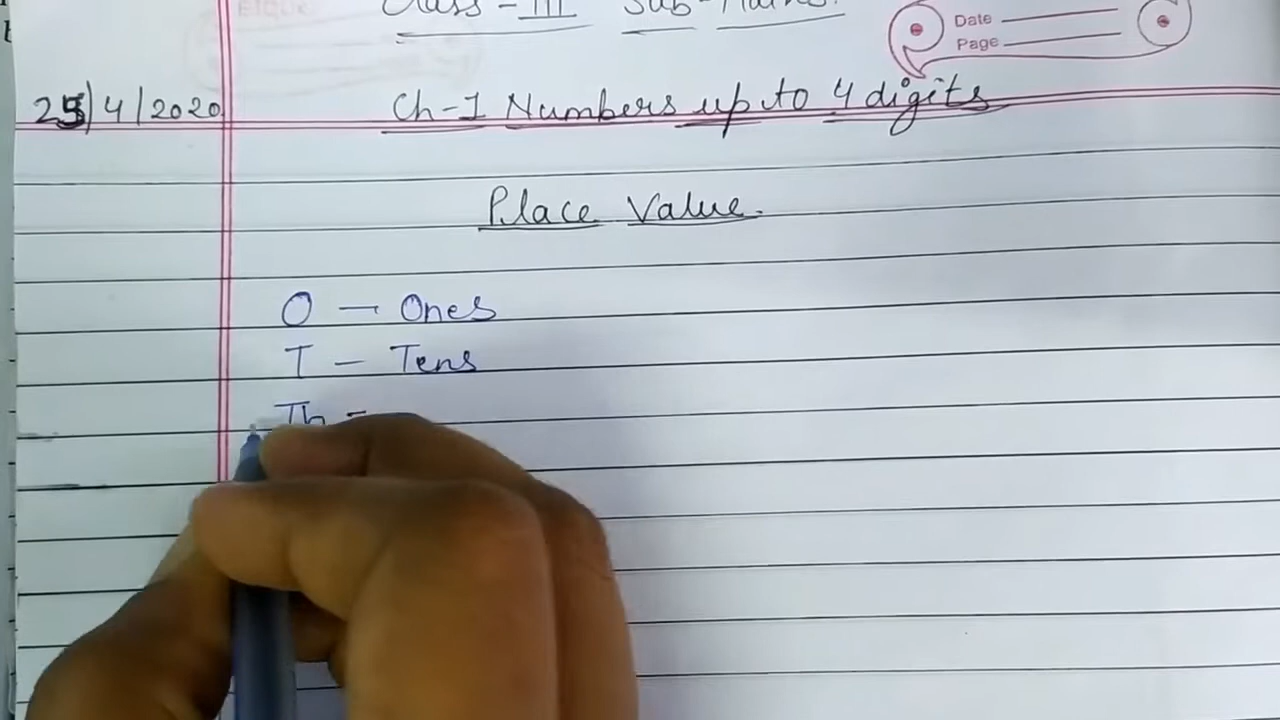 Class - III Sub - Maths.
Date
Page
25/4/2020
Ch-1 Numbers up to 4 digits
Place Value.
O - Ones
T - Tens
Th -